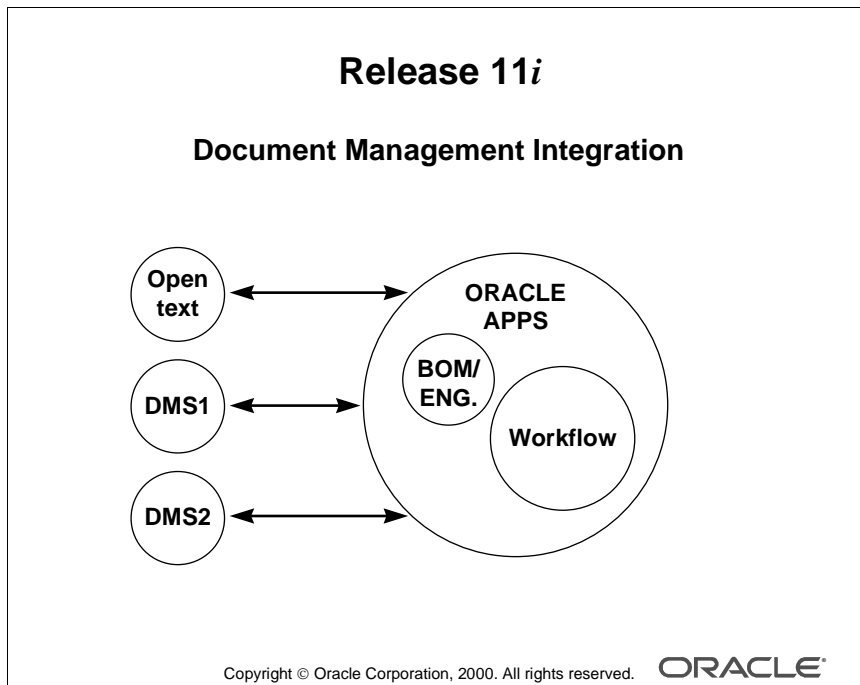 Release 11i
Document Management Integration
Open
text
ORACLE
APPS
BOM/
ENG.
DMS1
Workflow
DMS2
Copyright © Oracle Corporation, 2000. All rights reserved.
ORACLE®